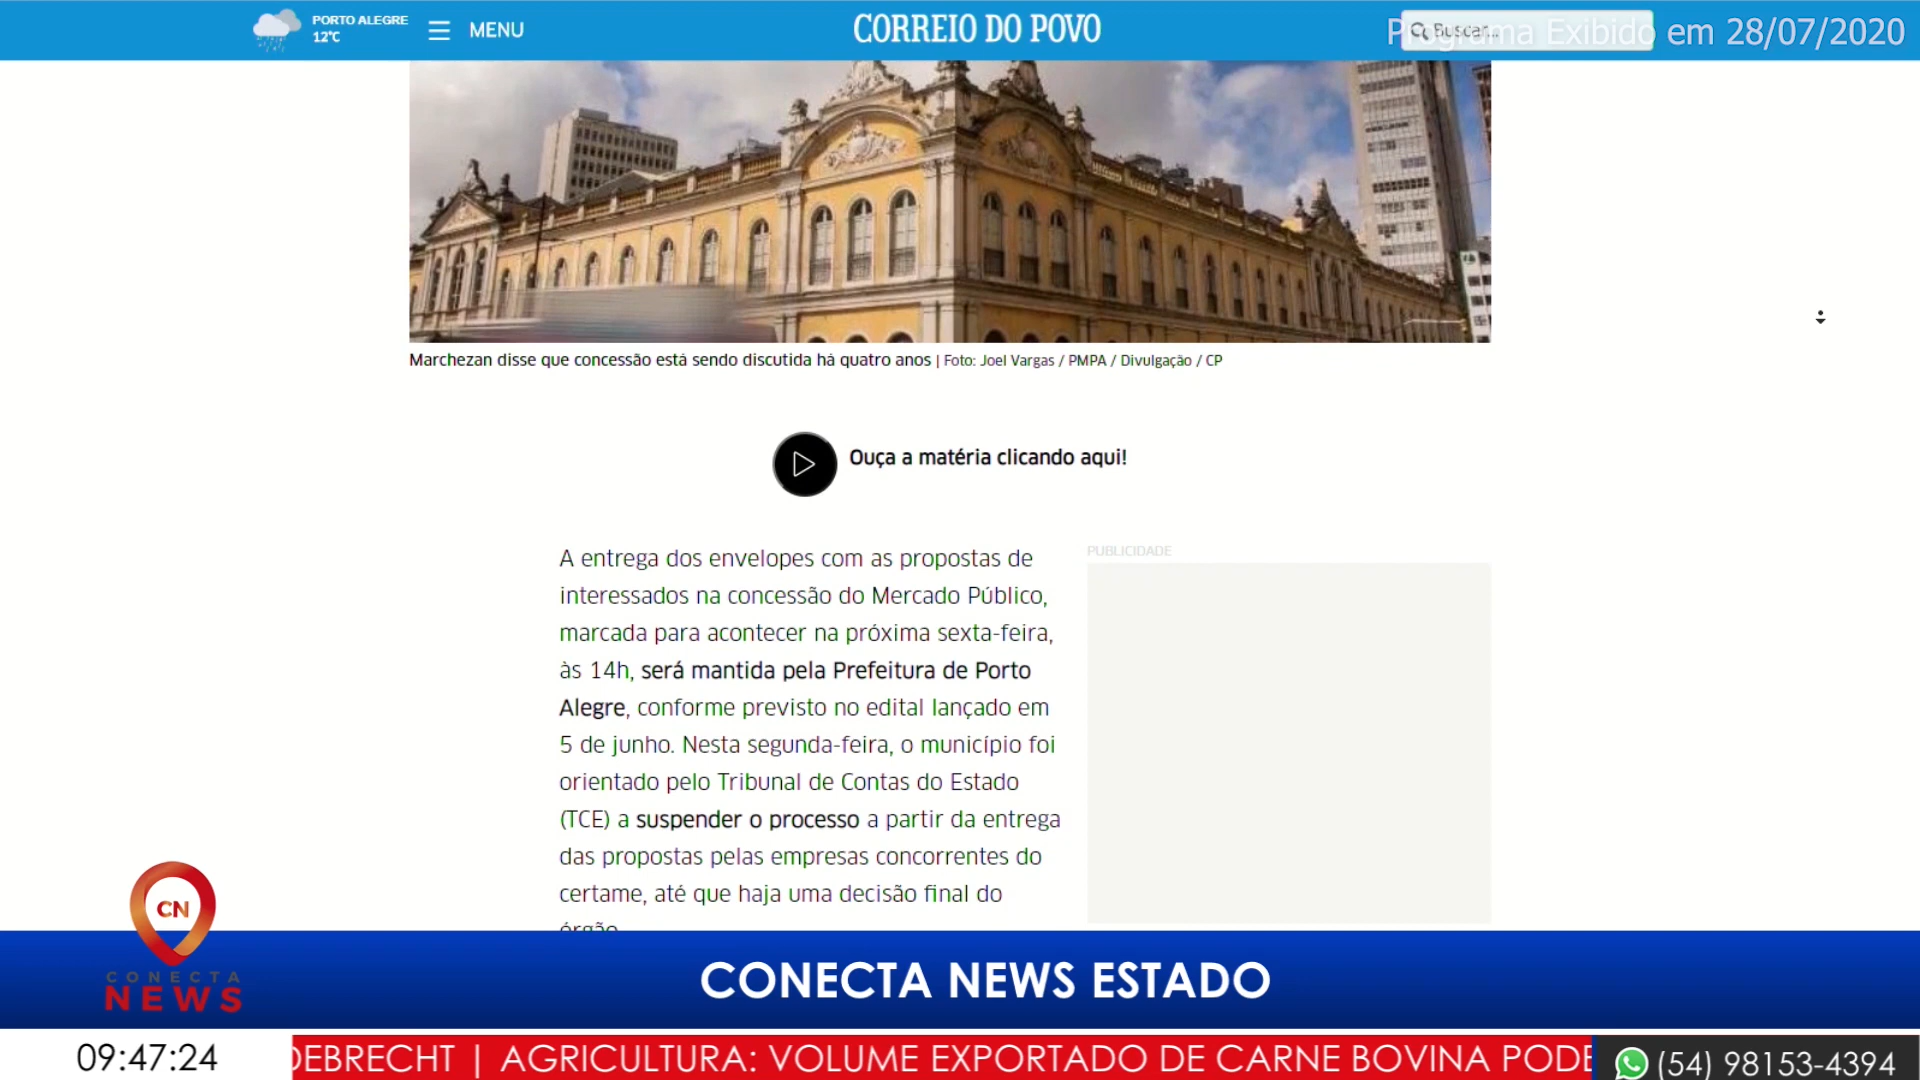 PORTO ALEGRE
12°C
MENU
CORREIO DO POVO
Buscar...
Programa Exibido em 28/07/2020
Marchezan disse que concessão está sendo discutida há quatro anos | Foto: Joel Vargas / PMPA / Divulgação / CP
Ouça a matéria clicando aqui!
A entrega dos envelopes com as propostas de
interessados na concessão do Mercado Público,
marcada para acontecer na próxima sexta-feira,
às 14h, será mantida pela Prefeitura de Porto
Alegre, conforme previsto no edital lançado em
5 de junho. Nesta segunda-feira, o município foi
orientado pelo Tribunal de Contas do Estado
(TCE) a suspender o processo a partir da entrega
das propostas pelas empresas concorrentes do
certame, até que haja uma decisão final do
órgão
PUBLICIDADE
CN
CONECTA
NEWS
CONECTA NEWS ESTADO
09:47:24
DEBRECHT | AGRICULTURA: VOLUME EXPORTADO DE CARNE BOVINA PODE
(54) 98153-4394